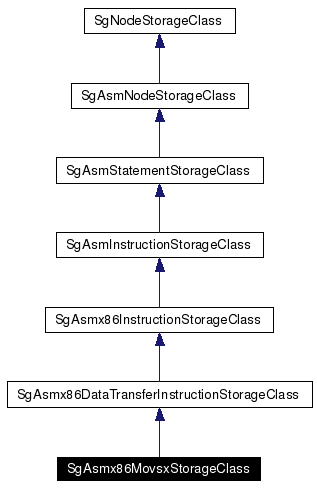 SgNodeStorageClass
SgAsmNodeStorageClass
SgAsmStatementStorageClass
SgAsmInstructionStorageClass
SgAsmx86InstructionStorageClass
SgAsmx86DataTransferInstructionStorageClass
SgAsmx86MovsxStorageClass